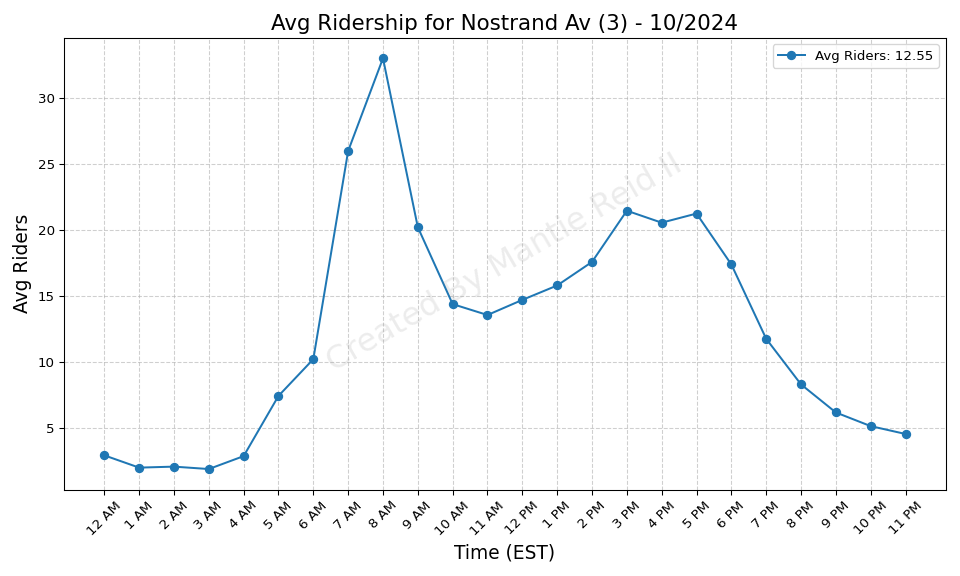 Avg Ridership for Nostrand Av (3) - 10/2024
Avg Riders: 12.55
Avg Riders
30
25
20
15
10
5
Created By Mantie Reid II
12 AM
1 AM
2 AM
3 AM
4 AM
5 AM
6 AM
7 AM
8 AM
9 AM
10 AM
11 AM
12 PM
1 PM
2 PM
3 PM
4 PM
5 PM
6 PM
7 PM
8 PM
9 PM
10 PM
11 PM
Time (EST)